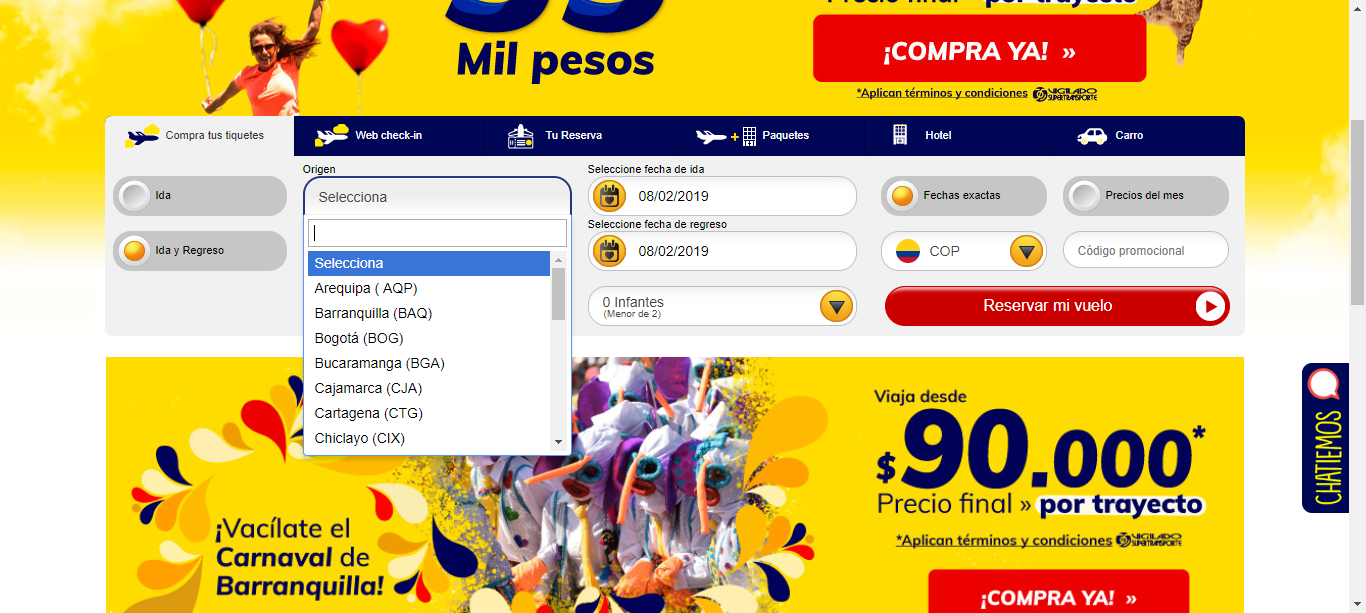 Mil pesos
Precio final » por trayecto
¡COMPRA YA! »
*Aplican términos y condiciones VIGILADO SUPERTRANSPORTE
Compra tus tiquetes
Web check-in
Tu Reserva
Paquetes
Hotel
Carro
Ida
Ida y Regreso
Origen
Selecciona
Selecciona
Arequipa ( AQP)
Barranquilla (BAQ)
Bogotá (BOG)
Bucaramanga (BGA)
Cajamarca (CJA)
Cartagena (CTG)
Chiclayo (CIX)
Seleccione fecha de ida
08/02/2019
Seleccione fecha de regreso
08/02/2019
0 Infantes
(Menor de 2)
Fechas exactas
Precios del mes
COP
Código promocional
Reservar mi vuelo
CHATIEMOS
¡Vacílate el
Carnaval de
Barranquilla!
Viaja desde
$90.000*
Precio final » por trayecto
*Aplican términos y condiciones VIGILADO SUPERTRANSPORTE
¡COMPRA YA! »